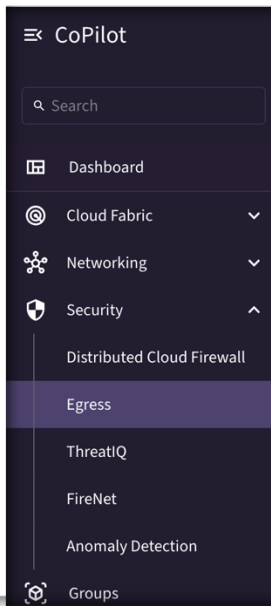 CoPilot
Search
Dashboard
Cloud Fabric
Networking
Security
Distributed Cloud Firewall
Egress
ThreatIQ
FireNet
Anomaly Detection
Groups